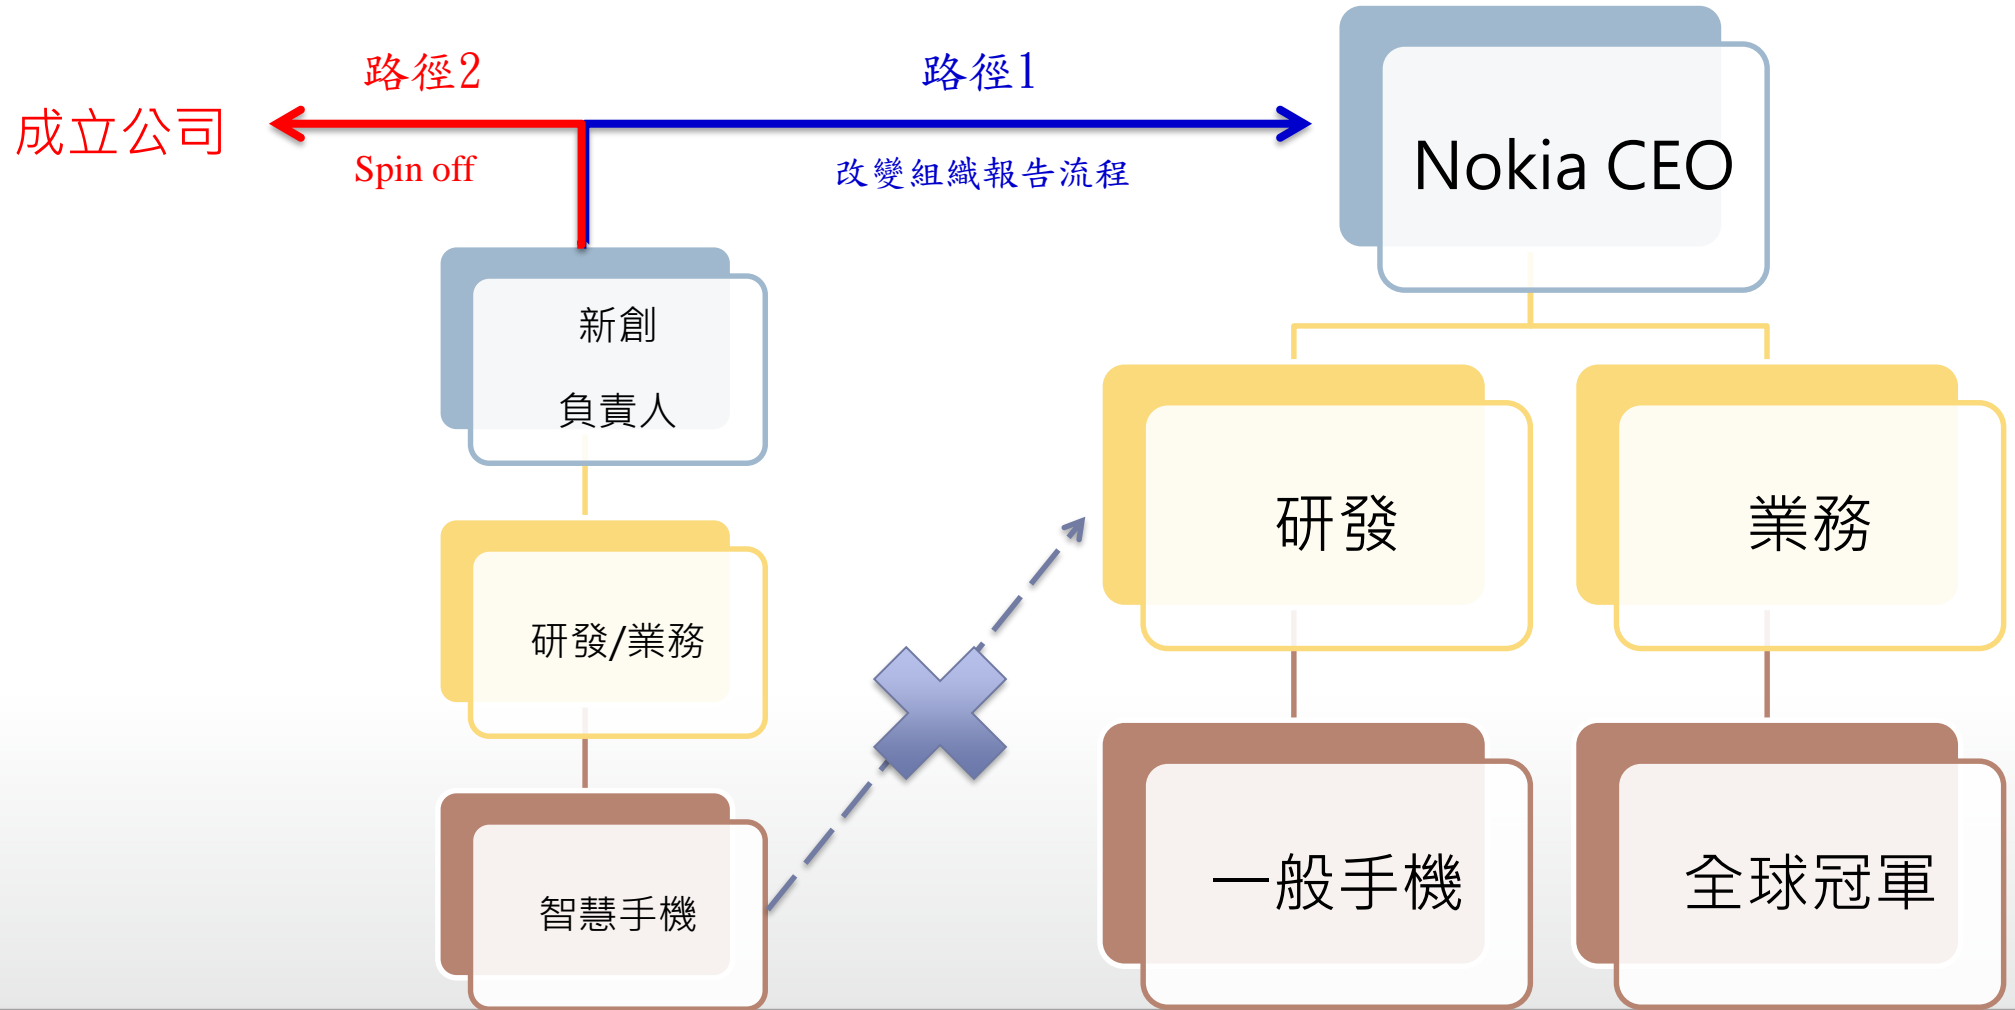 路徑2
路徑1
成立公司
Spin off
改變組織報告流程
Nokia CEO
新創
負責人
研發
業務
研發/業務
一般手機
全球冠軍
智慧手機